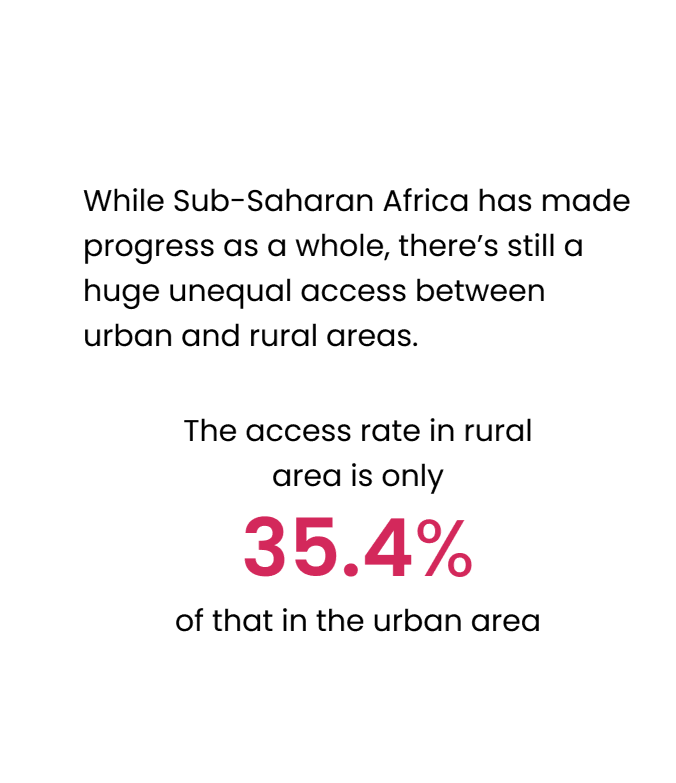 While Sub-Saharan Africa has made
progress as a whole, there’s still a
huge unequal access between
urban and rural areas.
The access rate in rural
area is only
35.4%
of that in the urban area